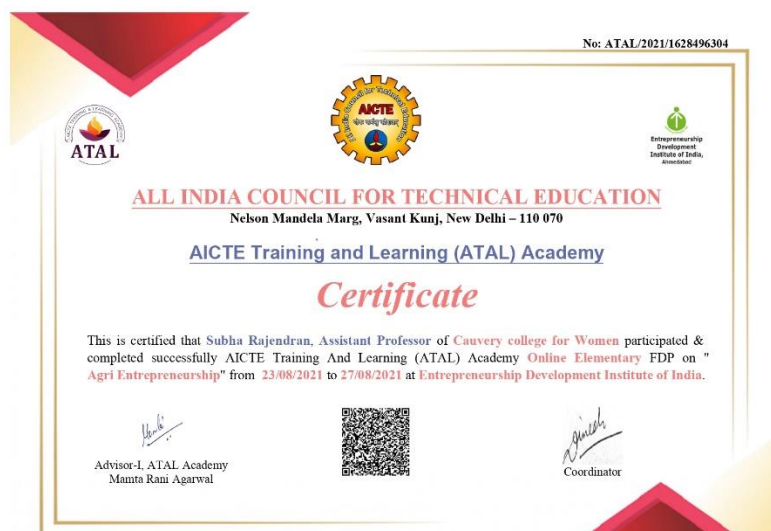 No: ATAL/2021/1628496304
ATAL
AICTE
Entrepreneurship
Development
Institute of India,
Ahmedabad
ALL INDIA COUNCIL FOR TECHNICAL EDUCATION
Nelson Mandela Marg, Vasant Kunj, New Delhi – 110 070
AICTE Training and Learning (ATAL) Academy
Certificate
This is certified that Subha Rajendran, Assistant Professor of Cauvery college for Women participated &
completed successfully AICTE Training And Learning (ATAL) Academy Online Elementary FDP on "
Agri Entrepreneurship" from 23/08/2021 to 27/08/2021 at Entrepreneurship Development Institute of India.
Advisor-I, ATAL Academy
Mamta Rani Agarwal
Coordinator